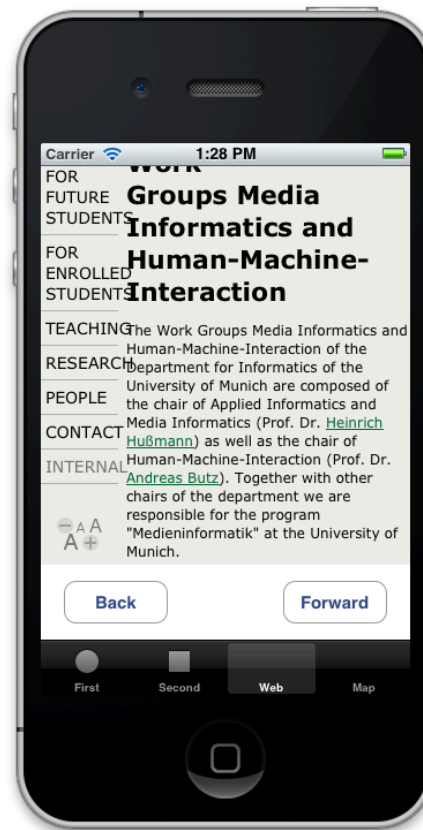 Carrier 1:28 PM
FOR
FUTURE
STUDENTS
FOR
ENROLLED
STUDENTS
TEACHING
RESEARCH
PEOPLE
CONTACT
INTERNAL
A A
A
Work
Groups Media
Informatics and
Human-Machine-
Interaction
The Work Groups Media Informatics and
Human-Machine-Interaction of the
Department for Informatics of the
University of Munich are composed of
the chair of Applied Informatics and
Media Informatics (Prof. Dr. Heinrich
Hußmann) as well as the chair of
Human-Machine-Interaction (Prof. Dr.
Andreas Butz). Together with other
chairs of the department we are
responsible for the program
"Medieninformatik" at the University of
Munich.
Back Forward
First Second Web Map